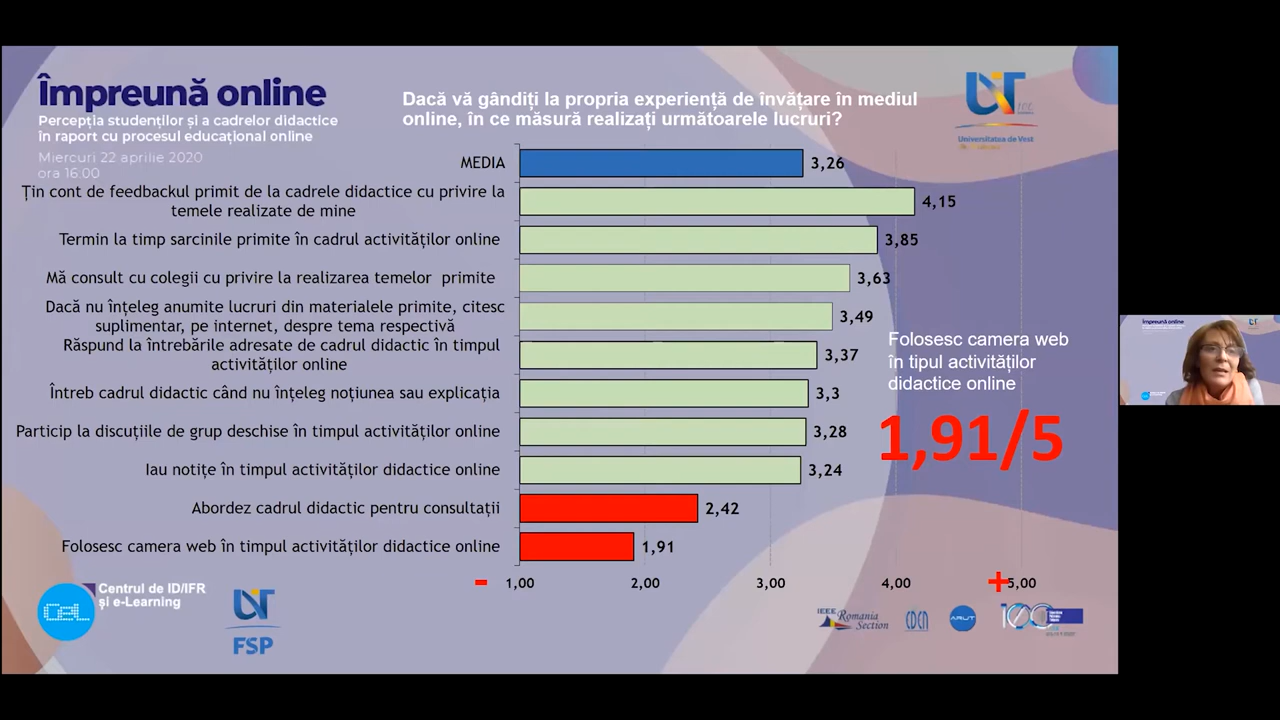 Împreună online
Percepția studenților și a cadrelor didactice
în raport cu procesul educațional online
Miercuri 22 aprilie 2020
ora 16.00
Dacă vă gândiți la propria experiență de învățare în mediul
online, în ce măsură realizați următoarele lucruri?
Universitatea de Vest
MEDIA 3,26
Țin cont de feedbackul primit de la cadrele didactice cu privire la
temele realizate de mine 4,15
Termin la timp sarcinile primite în cadrul activităților online 3,85
Mă consult cu colegii cu privire la realizarea temelor primite 3,63
Dacă nu înțeleg anumite lucruri din materialele primite, citesc
suplimentar, pe internet, despre tema respectivă 3,49
Răspund la întrebările adresate de cadrul didactic în timpul
activităților online 3,37
Întreb cadrul didactic când nu înțeleg noțiunea sau explicația 3,3
Particip la discuțiile de grup deschise în timpul activităților online 3,28
Iau notițe în timpul activităților didactice online 3,24
Abordez cadrul didactic pentru consultații 2,42
Folosesc camera web în timpul activităților didactice online 1,91
- 1,00 2,00 3,00 4,00 +5,00
Folosesc camera web
în tipul activităților
didactice online
1,91/5
Centrul de ID/IFR
și e-Learning
FSP
IEEE
Romania
Section
EDEN
ARUT
100
Împreună online